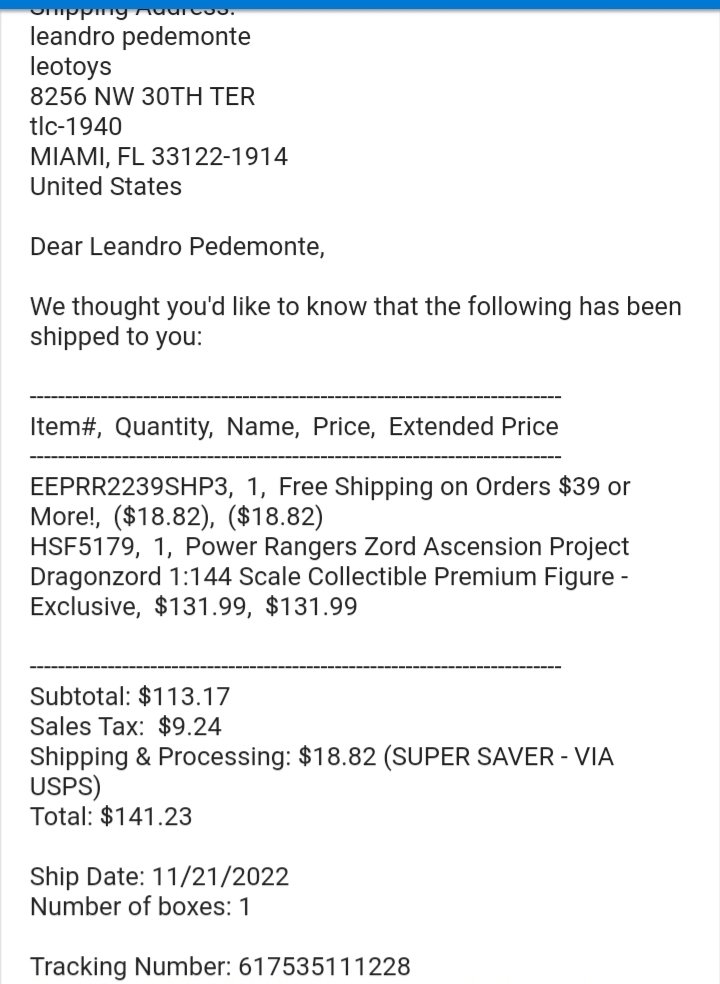 Shipping Address:
leandro pedemonte
leotoys
8256 NW 30TH TER
tlc-1940
MIAMI, FL 33122-1914
United States
Dear Leandro Pedemonte,
We thought you'd like to know that the following has been
shipped to you:
----------------------------------------------------------------------------
Item#,  Quantity,  Name,  Price,  Extended Price
----------------------------------------------------------------------------
EEPRR2239SHP3,  1,  Free Shipping on Orders $39 or
More!,  ($18.82),  ($18.82)
HSF5179,  1,  Power Rangers Zord Ascension Project
Dragonzord 1:144 Scale Collectible Premium Figure -
Exclusive,  $131.99,  $131.99
----------------------------------------------------------------------------
Subtotal: $113.17
Sales Tax:  $9.24
Shipping & Processing: $18.82 (SUPER SAVER - VIA
USPS)
Total: $141.23
Ship Date: 11/21/2022
Number of boxes: 1
Tracking Number: 617535111228